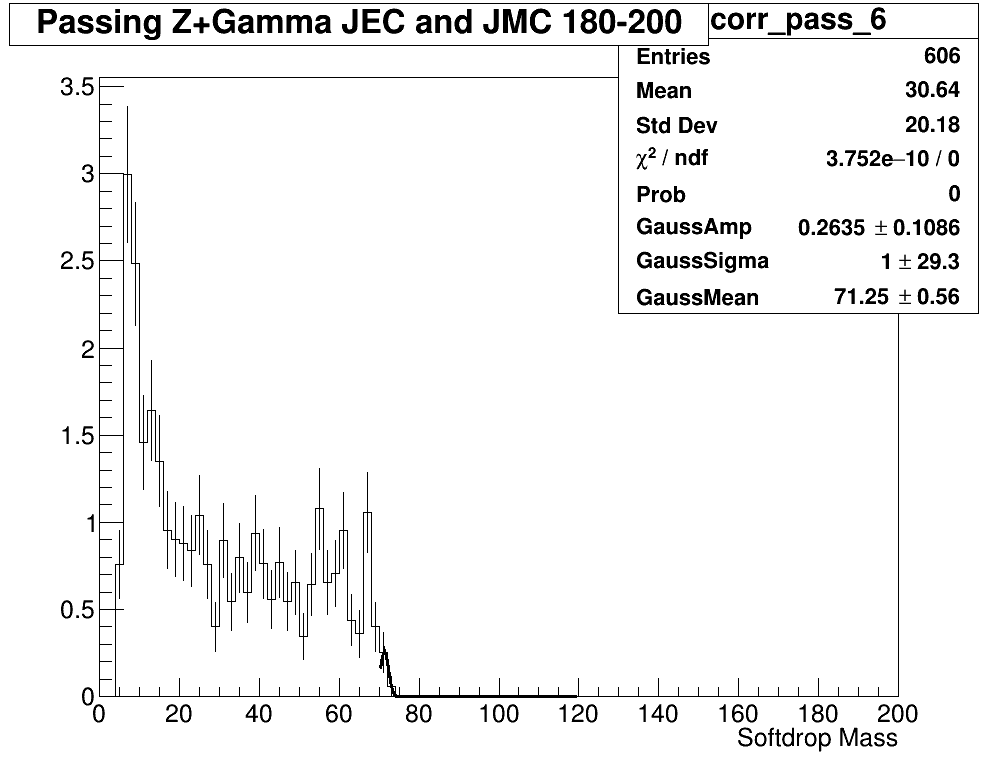 Passing Z+Gamma JEC and JMC 180-200
corr_pass_6
Entries 606
Mean 30.64
Std Dev 20.18
χ² / ndf 3.752e−10 / 0
Prob 0
GaussAmp 0.2635 ± 0.1086
GaussSigma 1 ± 29.3
GaussMean 71.25 ± 0.56
3.5
3
2.5
2
1.5
1
0.5
0
0 20 40 60 80 100 120 140 160 180 200
Softdrop Mass